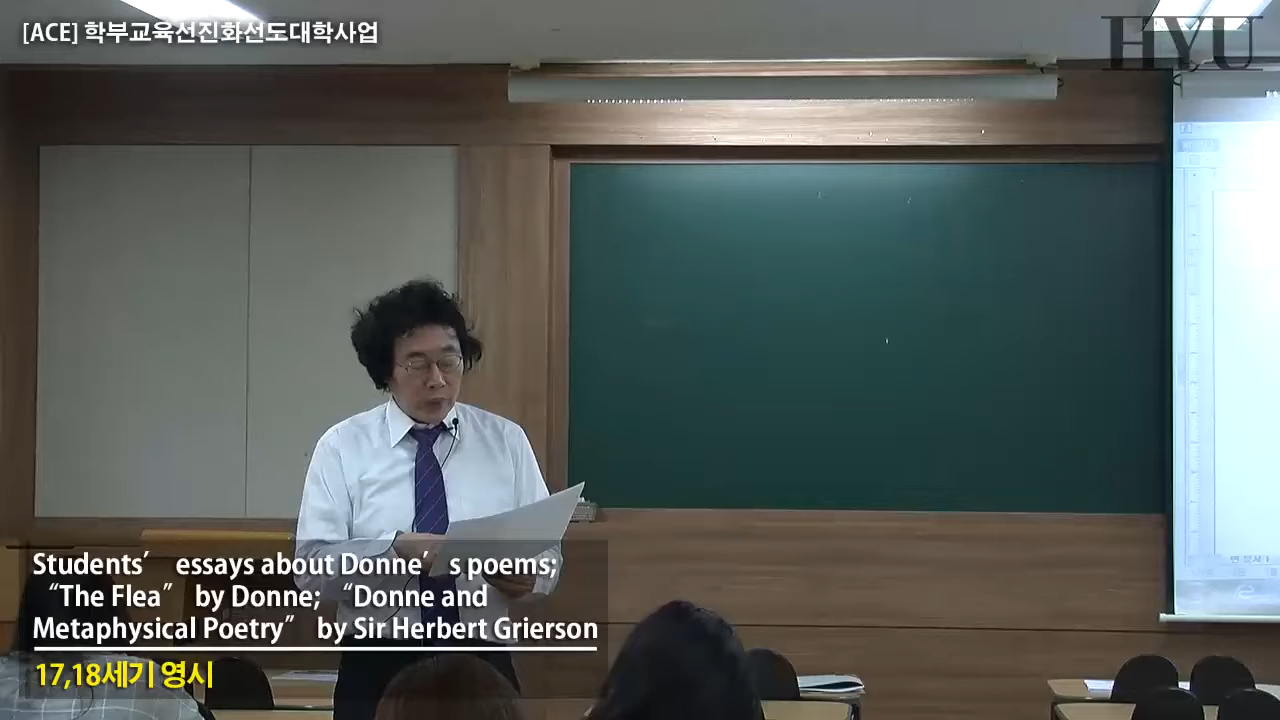 [ACE] 학부교육선진화선도대학사업
HYU
Students′ essays about Donne′s poems;
“The Flea” by Donne; “Donne and
Metaphysical Poetry” by Sir Herbert Grierson
17,18세기 영시